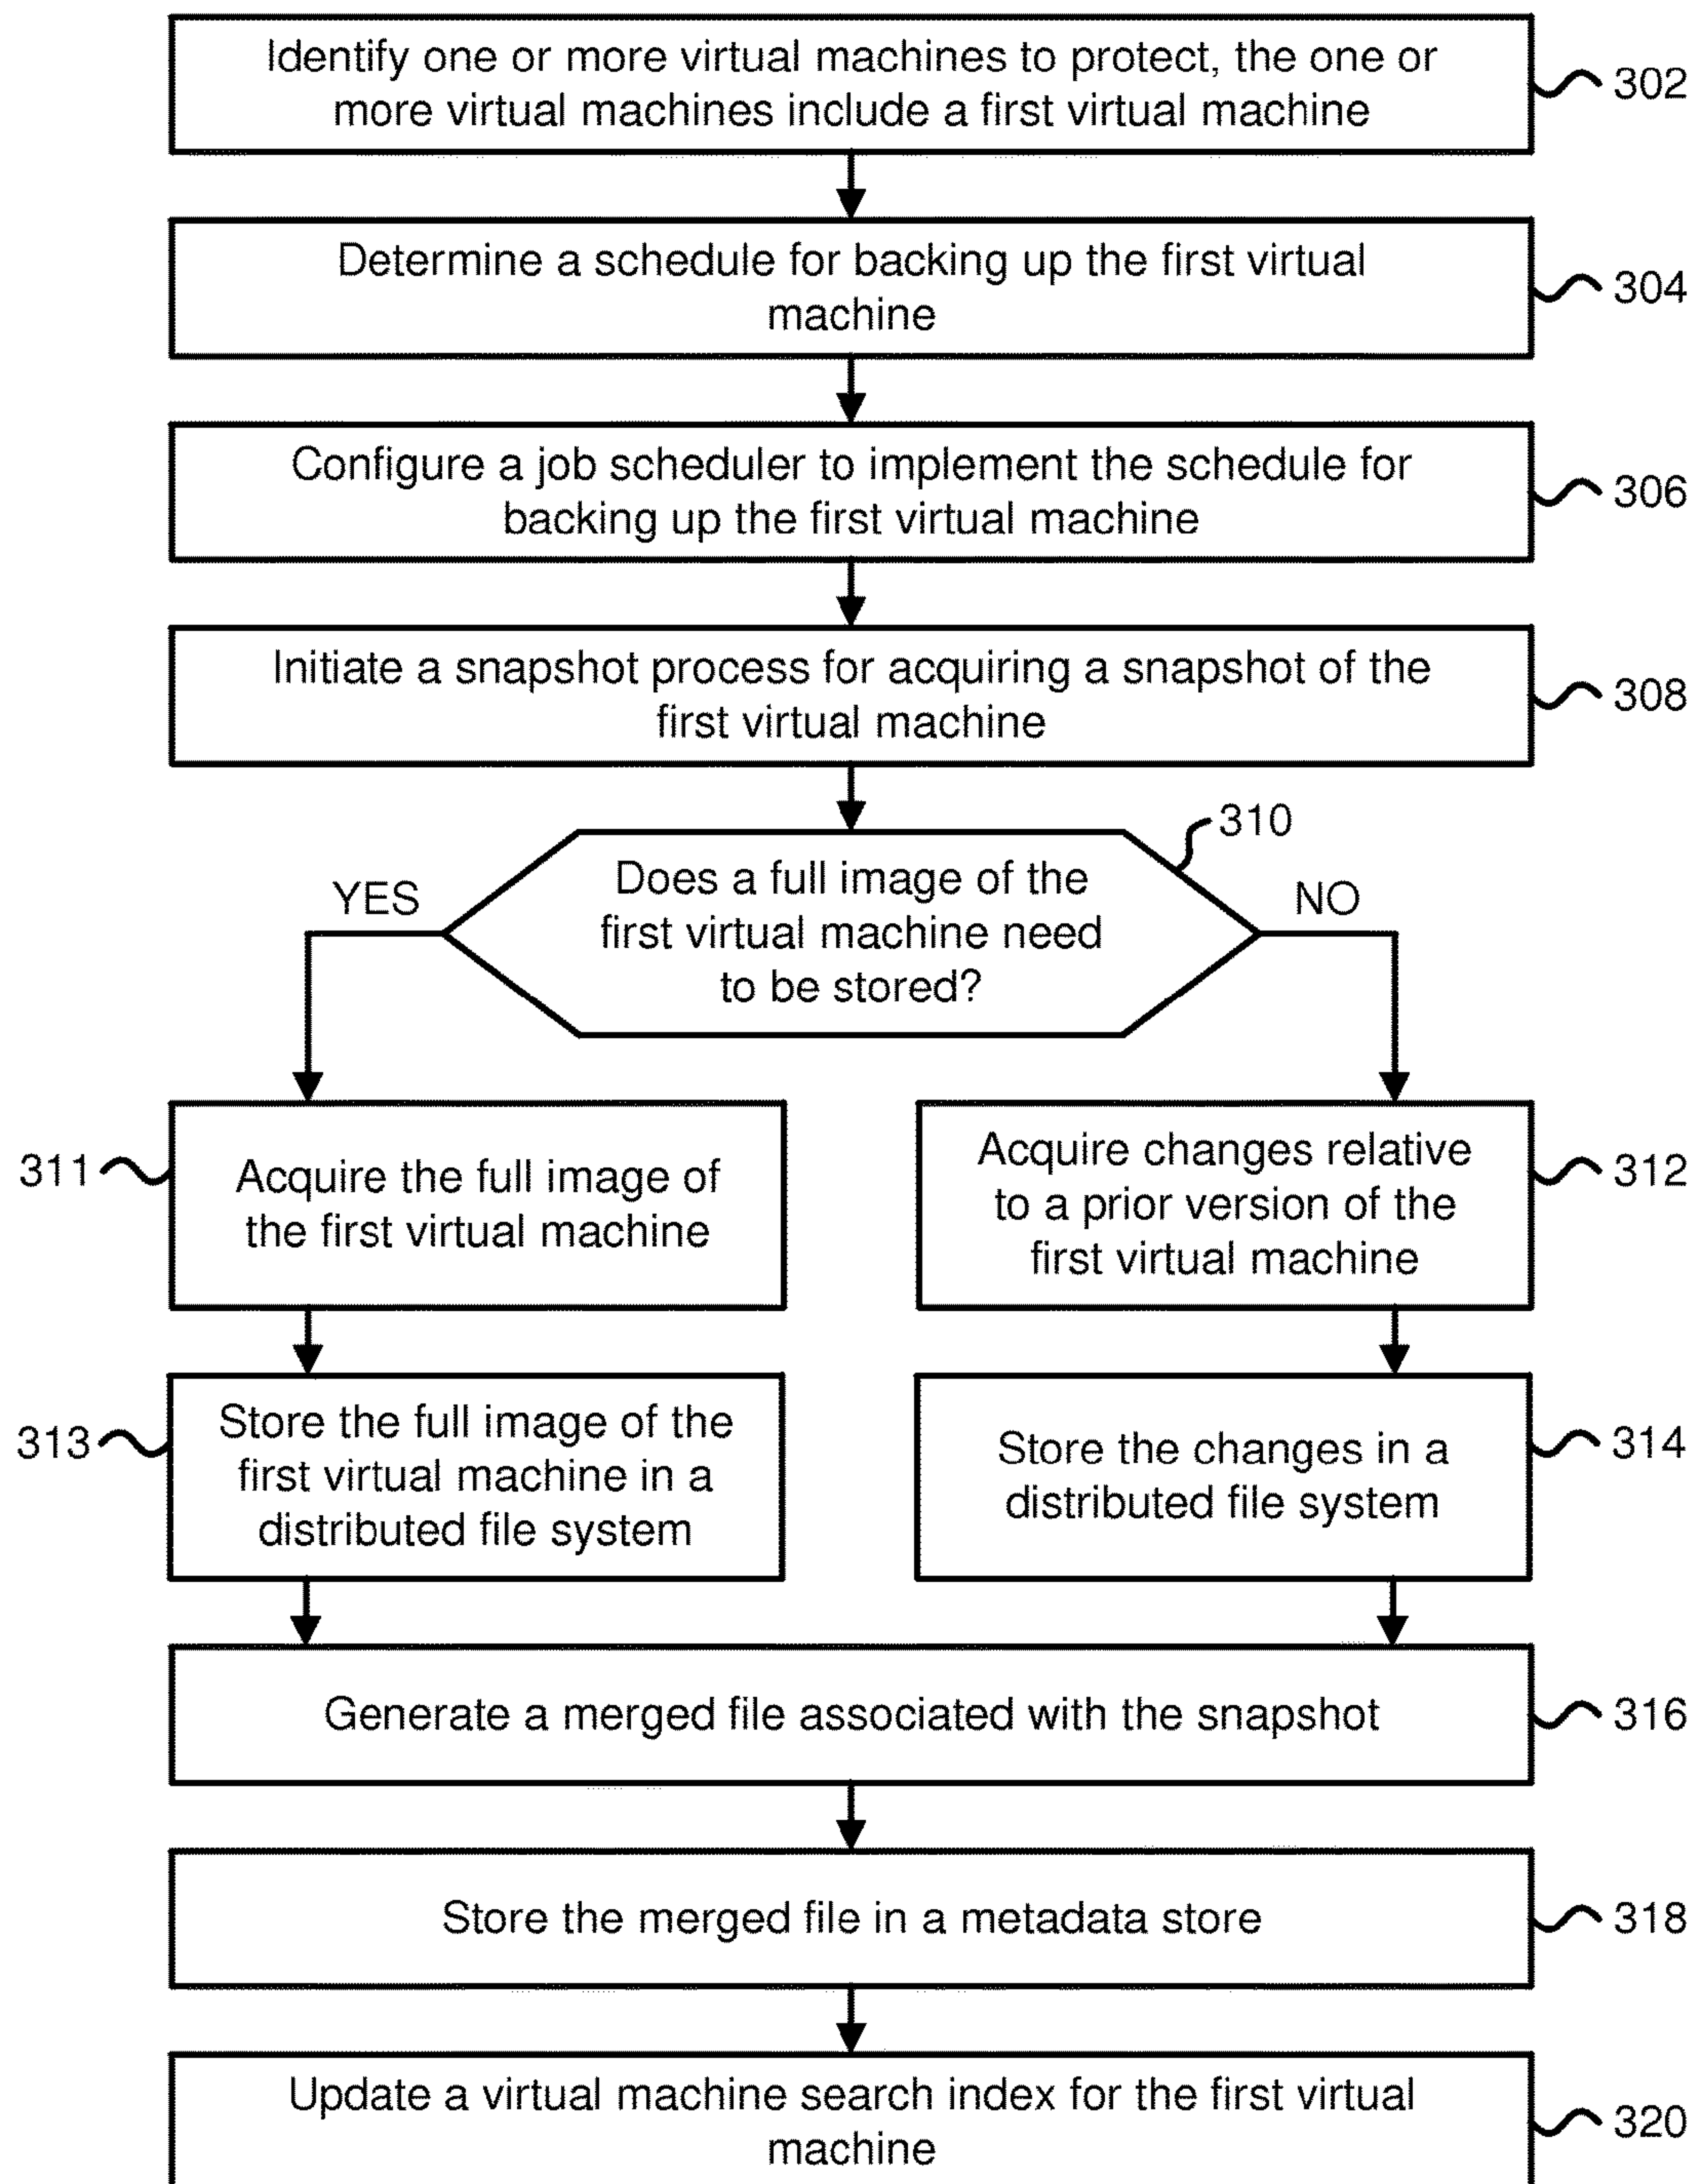 Identify one or more virtual machines to protect, the one or
more virtual machines include a first virtual machine
302
Determine a schedule for backing up the first virtual
machine
304
Configure a job scheduler to implement the schedule for
backing up the first virtual machine
306
Initiate a snapshot process for acquiring a snapshot of the
first virtual machine
308
310
Does a full image of the
first virtual machine need
to be stored?
YES
NO
311
Acquire the full image of
the first virtual machine
Acquire changes relative
to a prior version of the
first virtual machine
312
313
Store the full image of the
first virtual machine in a
distributed file system
Store the changes in a
distributed file system
314
Generate a merged file associated with the snapshot
316
Store the merged file in a metadata store
318
Update a virtual machine search index for the first virtual
machine
320